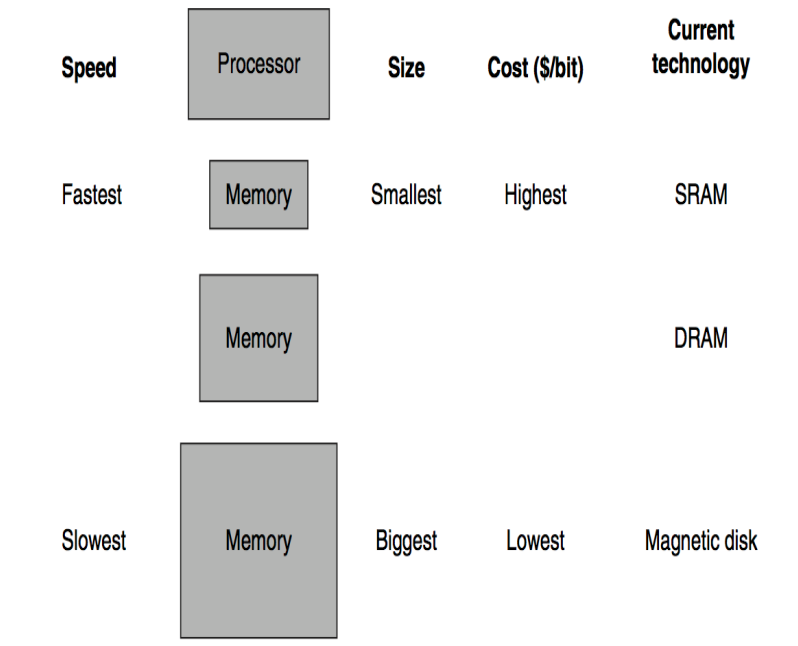 Speed Processor Size Cost ($/bit) Current
technology
Fastest Memory Smallest Highest SRAM
Memory DRAM
Slowest Memory Biggest Lowest Magnetic disk